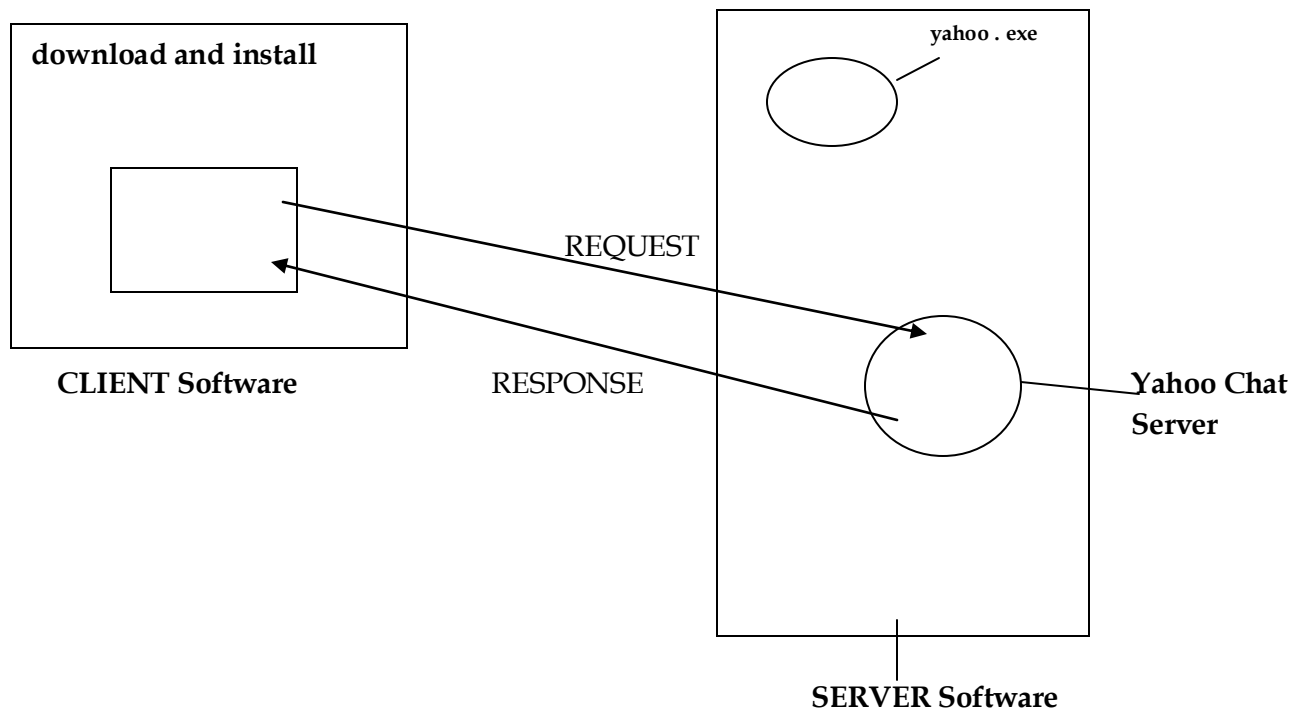 yahoo . exe
download and install
REQUEST
CLIENT Software
RESPONSE
Yahoo Chat
Server
SERVER Software